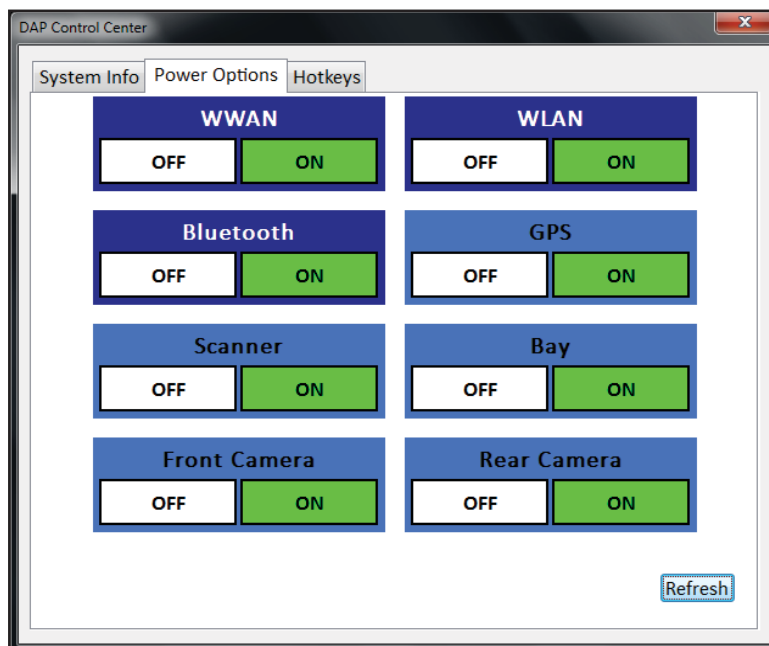 DAP Control Center
System Info Power Options Hotkeys
WWAN WLAN
OFF ON OFF ON
Bluetooth GPS
OFF ON OFF ON
Scanner Bay
OFF ON OFF ON
Front Camera Rear Camera
OFF ON OFF ON
Refresh